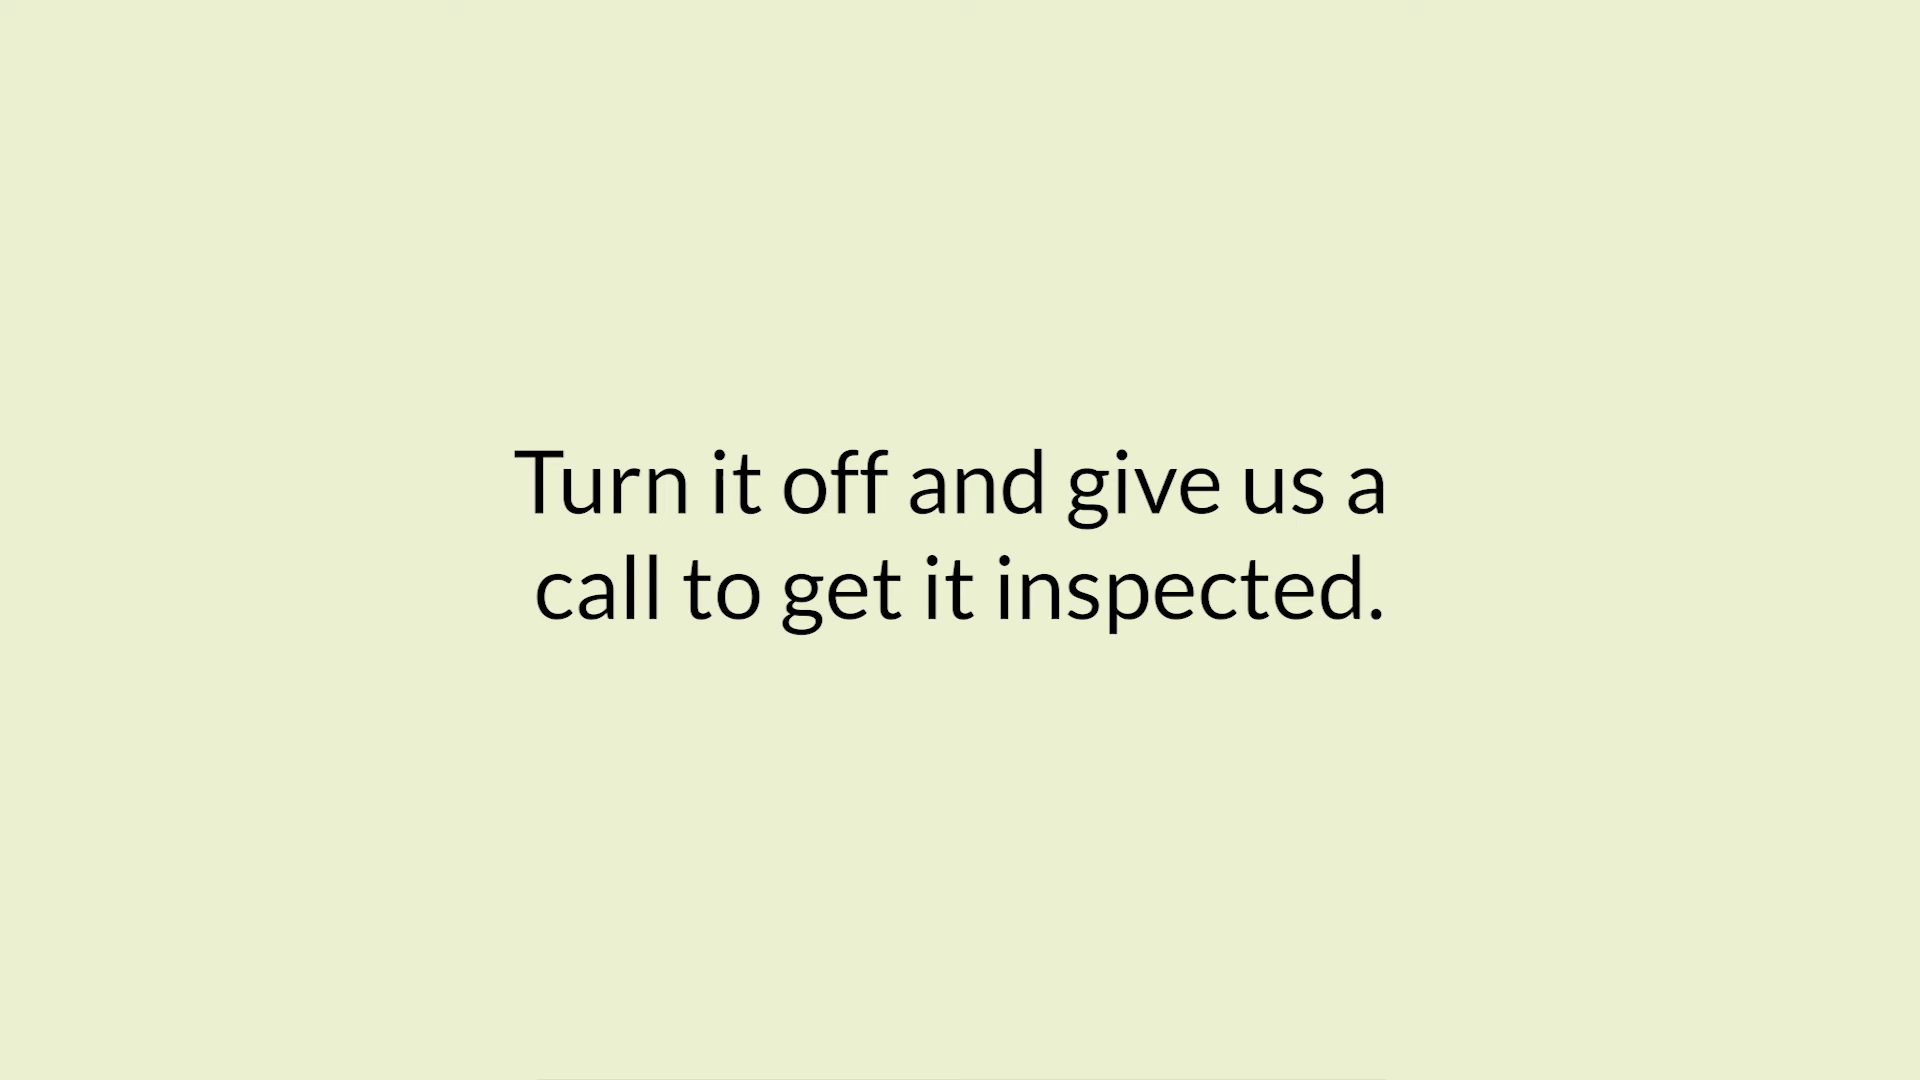 Turn it off and give us a
call to get it inspected.